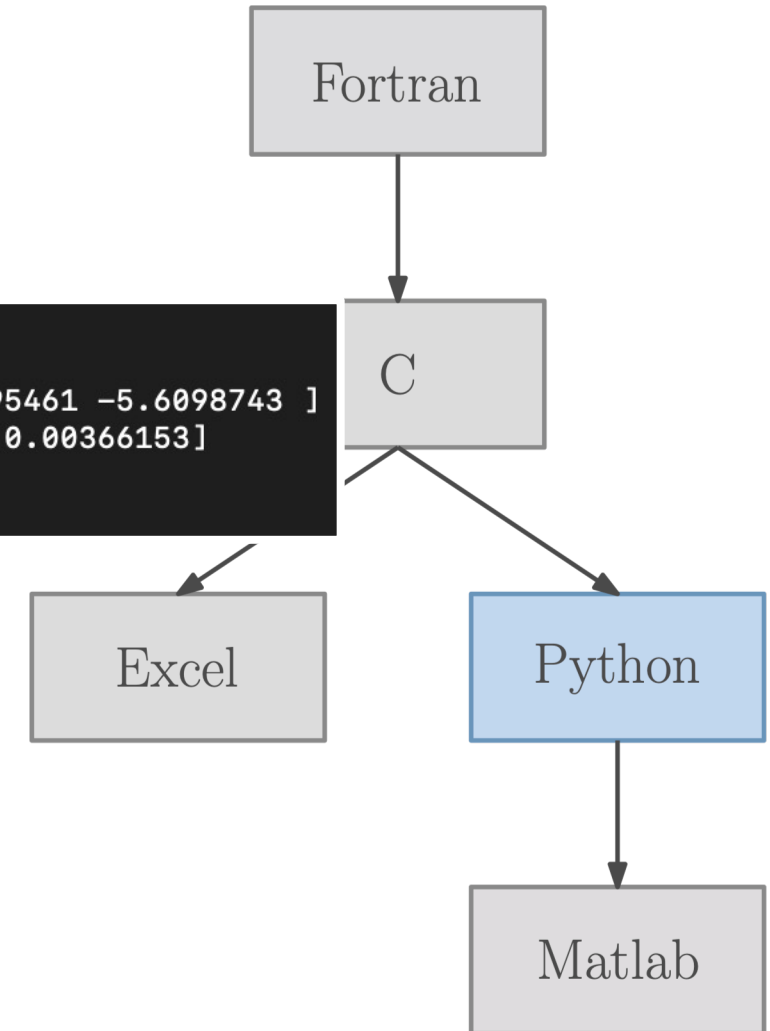 Fortran
C
5461 -5.6098743 ]
0.00366153]
Excel
Python
Matlab